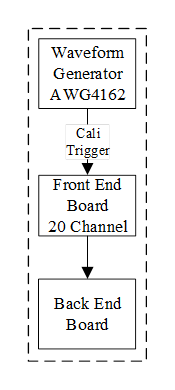 Waveform
Generator
AWG4162
Cali
Trigger
Front End
Board
20 Channel
Back End
Board